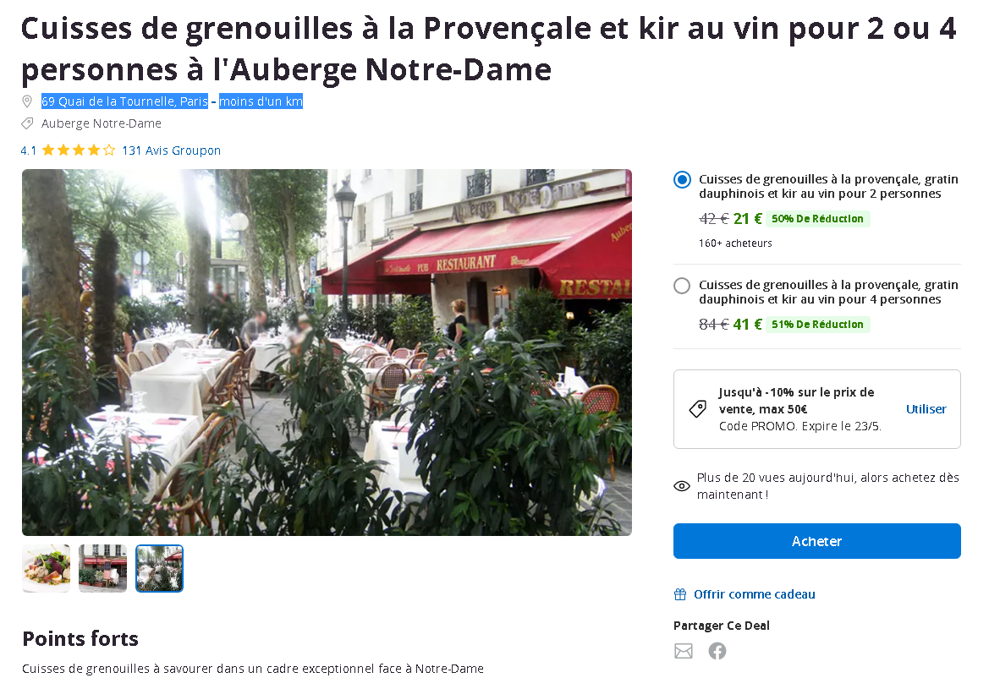 Cuisses de grenouilles à la Provençale et kir au vin pour 2 ou 4
personnes à l'Auberge Notre-Dame
69 Quai de la Tournelle, Paris - moins d'un km
Auberge Notre-Dame
4.1 131 Avis Groupon
Auberge Notre Dame
PUB RESTAURANT
RESTAU
Cuisses de grenouilles à la provençale, gratin
dauphinois et kir au vin pour 2 personnes
42 € 21 € 50% De Réduction
160+ acheteurs
Cuisses de grenouilles à la provençale, gratin
dauphinois et kir au vin pour 4 personnes
84 € 41 € 51% De Réduction
Jusqu'à -10% sur le prix de
vente, max 50€
Utiliser
Code PROMO. Expire le 23/5.
Plus de 20 vues aujourd'hui, alors achetez dès
maintenant !
Acheter
Offrir comme cadeau
Partager Ce Deal
Points forts
Cuisses de grenouilles à savourer dans un cadre exceptionnel face à Notre-Dame